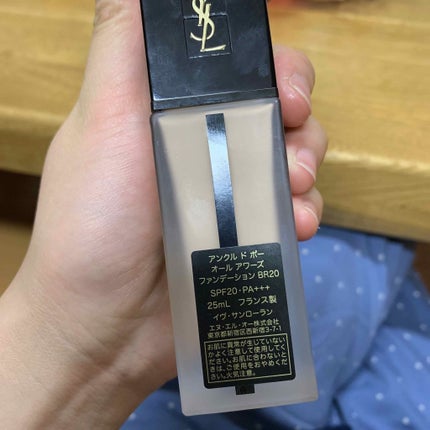 YSL
アンクル ド ポー
オール アワーズ
ファンデーション BR20
SPF20・PA+++
25mL フランス製
イヴ・サンローラン
エヌ・エル・オー株式会社
東京都新宿区西新宿3-7-1
お肌に異常が生じていない
かよく注意して使用してく
ださい。お肌に合わないと
きは、ご使用をおやめくだ
さい。火気注意